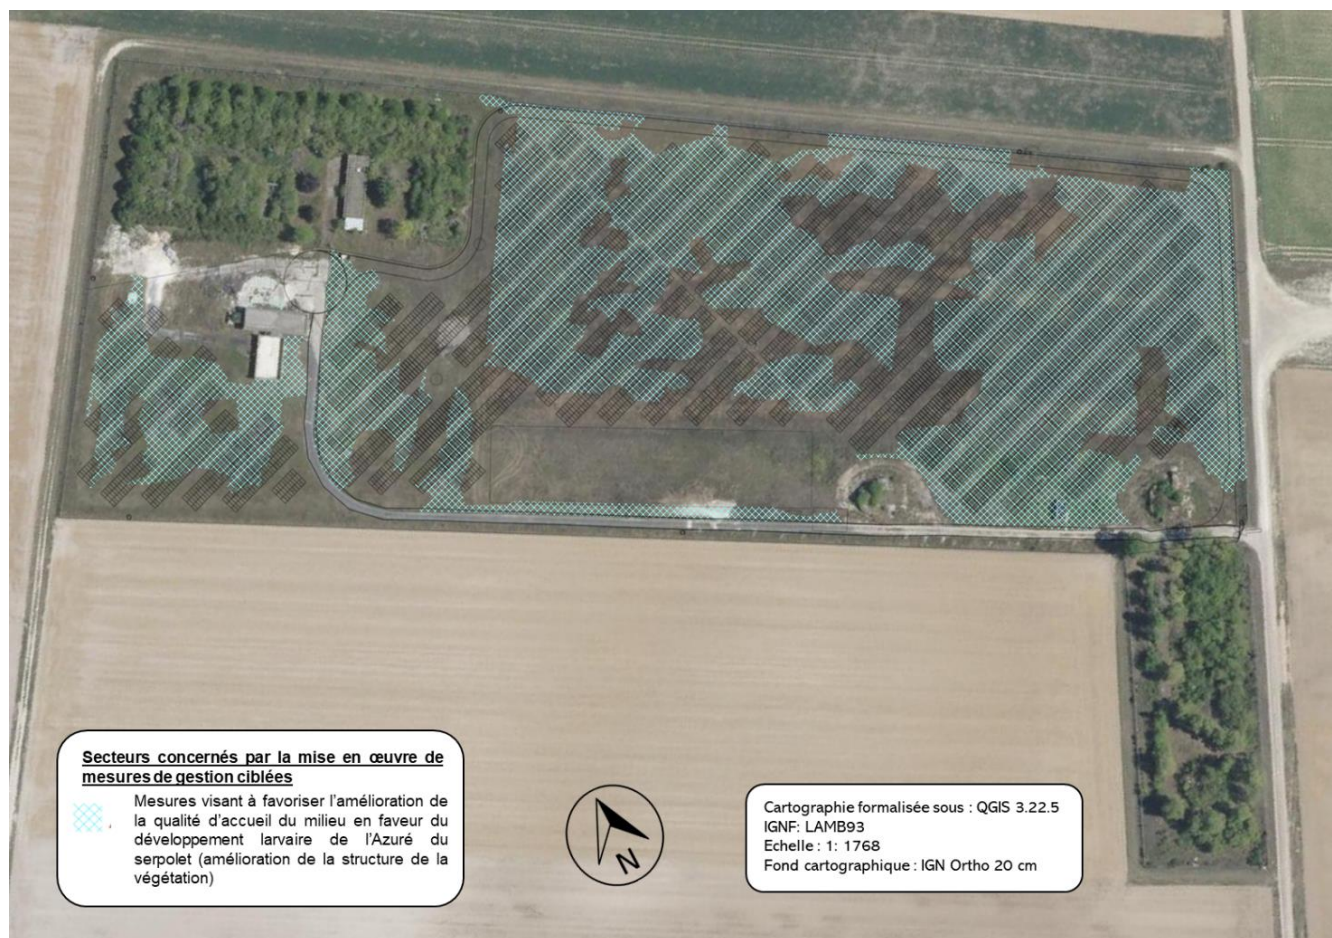 Secteurs concernés par la mise en œuvre de
mesures de gestion ciblées
Mesures visant à favoriser l'amélioration de
la qualité d'accueil du milieu en faveur du
développement larvaire de l'Azuré du
serpolet (amélioration de la structure de la
végétation)
N
Cartographie formalisée sous : QGIS 3.22.5
IGNF: LAMB93
Echelle : 1: 1768
Fond cartographique : IGN Ortho 20 cm